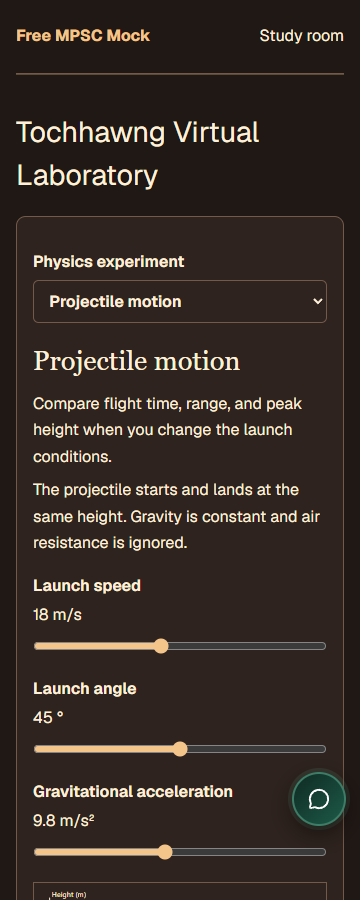 Free MPSC Mock
Study room
Tochhawng Virtual
Laboratory
Physics experiment
Projectile motion
Projectile motion
Compare flight time, range, and peak
height when you change the launch
conditions.
The projectile starts and lands at the
same height. Gravity is constant and air
resistance is ignored.
Launch speed
18 m/s
Launch angle
45 °
Gravitational acceleration
9.8 m/s²
Height (m)